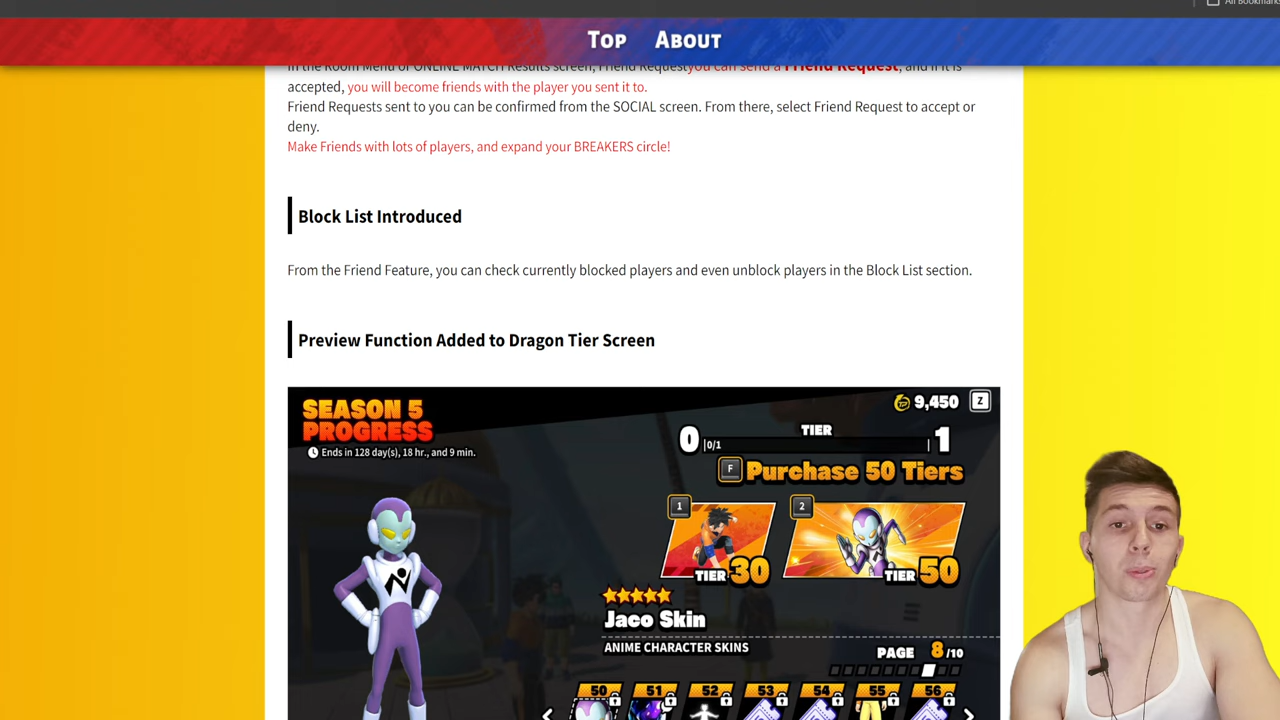 All Bookmarks
TOP ABOUT
In the Room Menu or ONLINE MATCH Results screen, Friend Requestyou can send a Friend Request, and if it is
accepted, you will become friends with the player you sent it to.
Friend Requests sent to you can be confirmed from the SOCIAL screen. From there, select Friend Request to accept or
deny.
Make Friends with lots of players, and expand your BREAKERS circle!
Block List Introduced
From the Friend Feature, you can check currently blocked players and even unblock players in the Block List section.
Preview Function Added to Dragon Tier Screen
SEASON 5
PROGRESS
Ends in 128 day(s), 18 hr., and 9 min.
TP 9,450 Z
0 0/1 TIER 1
F Purchase 50 Tiers
1 TIER 30
2 TIER 50
Jaco Skin
ANIME CHARACTER SKINS
PAGE 8/10
50 51 52 53 54 55 56